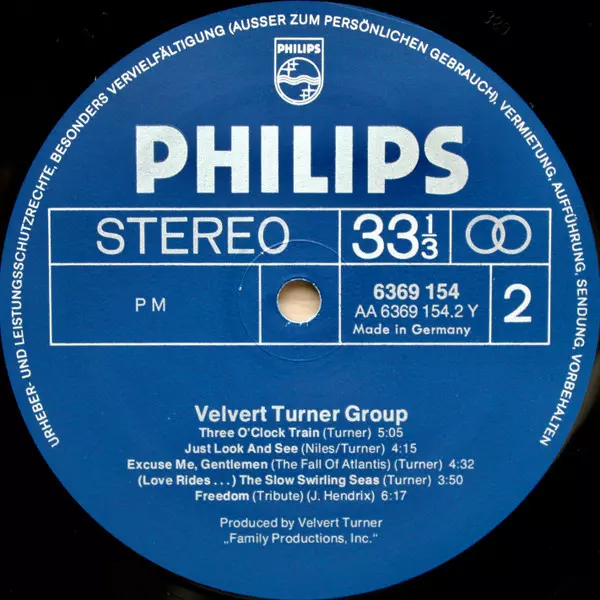 URHEBER- UND LEISTUNGSSCHUTZRECHTE, BESONDERS VERVIELFÄLTIGUNG (AUSSER ZUM PERSÖNLICHEN GEBRAUCH), VERMIETUNG, AUFFÜHRUNG, SENDUNG, VORBEHALTEN
PHILIPS
PHILIPS
STEREO 33 1/3
PM
6369 154
AA 6369 154.2 Y
Made in Germany
2
Velvert Turner Group
Three O'Clock Train (Turner) 5:05
Just Look And See (Niles/Turner) 4:15
Excuse Me, Gentlemen (The Fall Of Atlantis) (Turner) 4:32
(Love Rides . . .) The Slow Swirling Seas (Turner) 3:50
Freedom (Tribute) (J. Hendrix) 6:17
Produced by Velvert Turner
„Family Productions, Inc.“